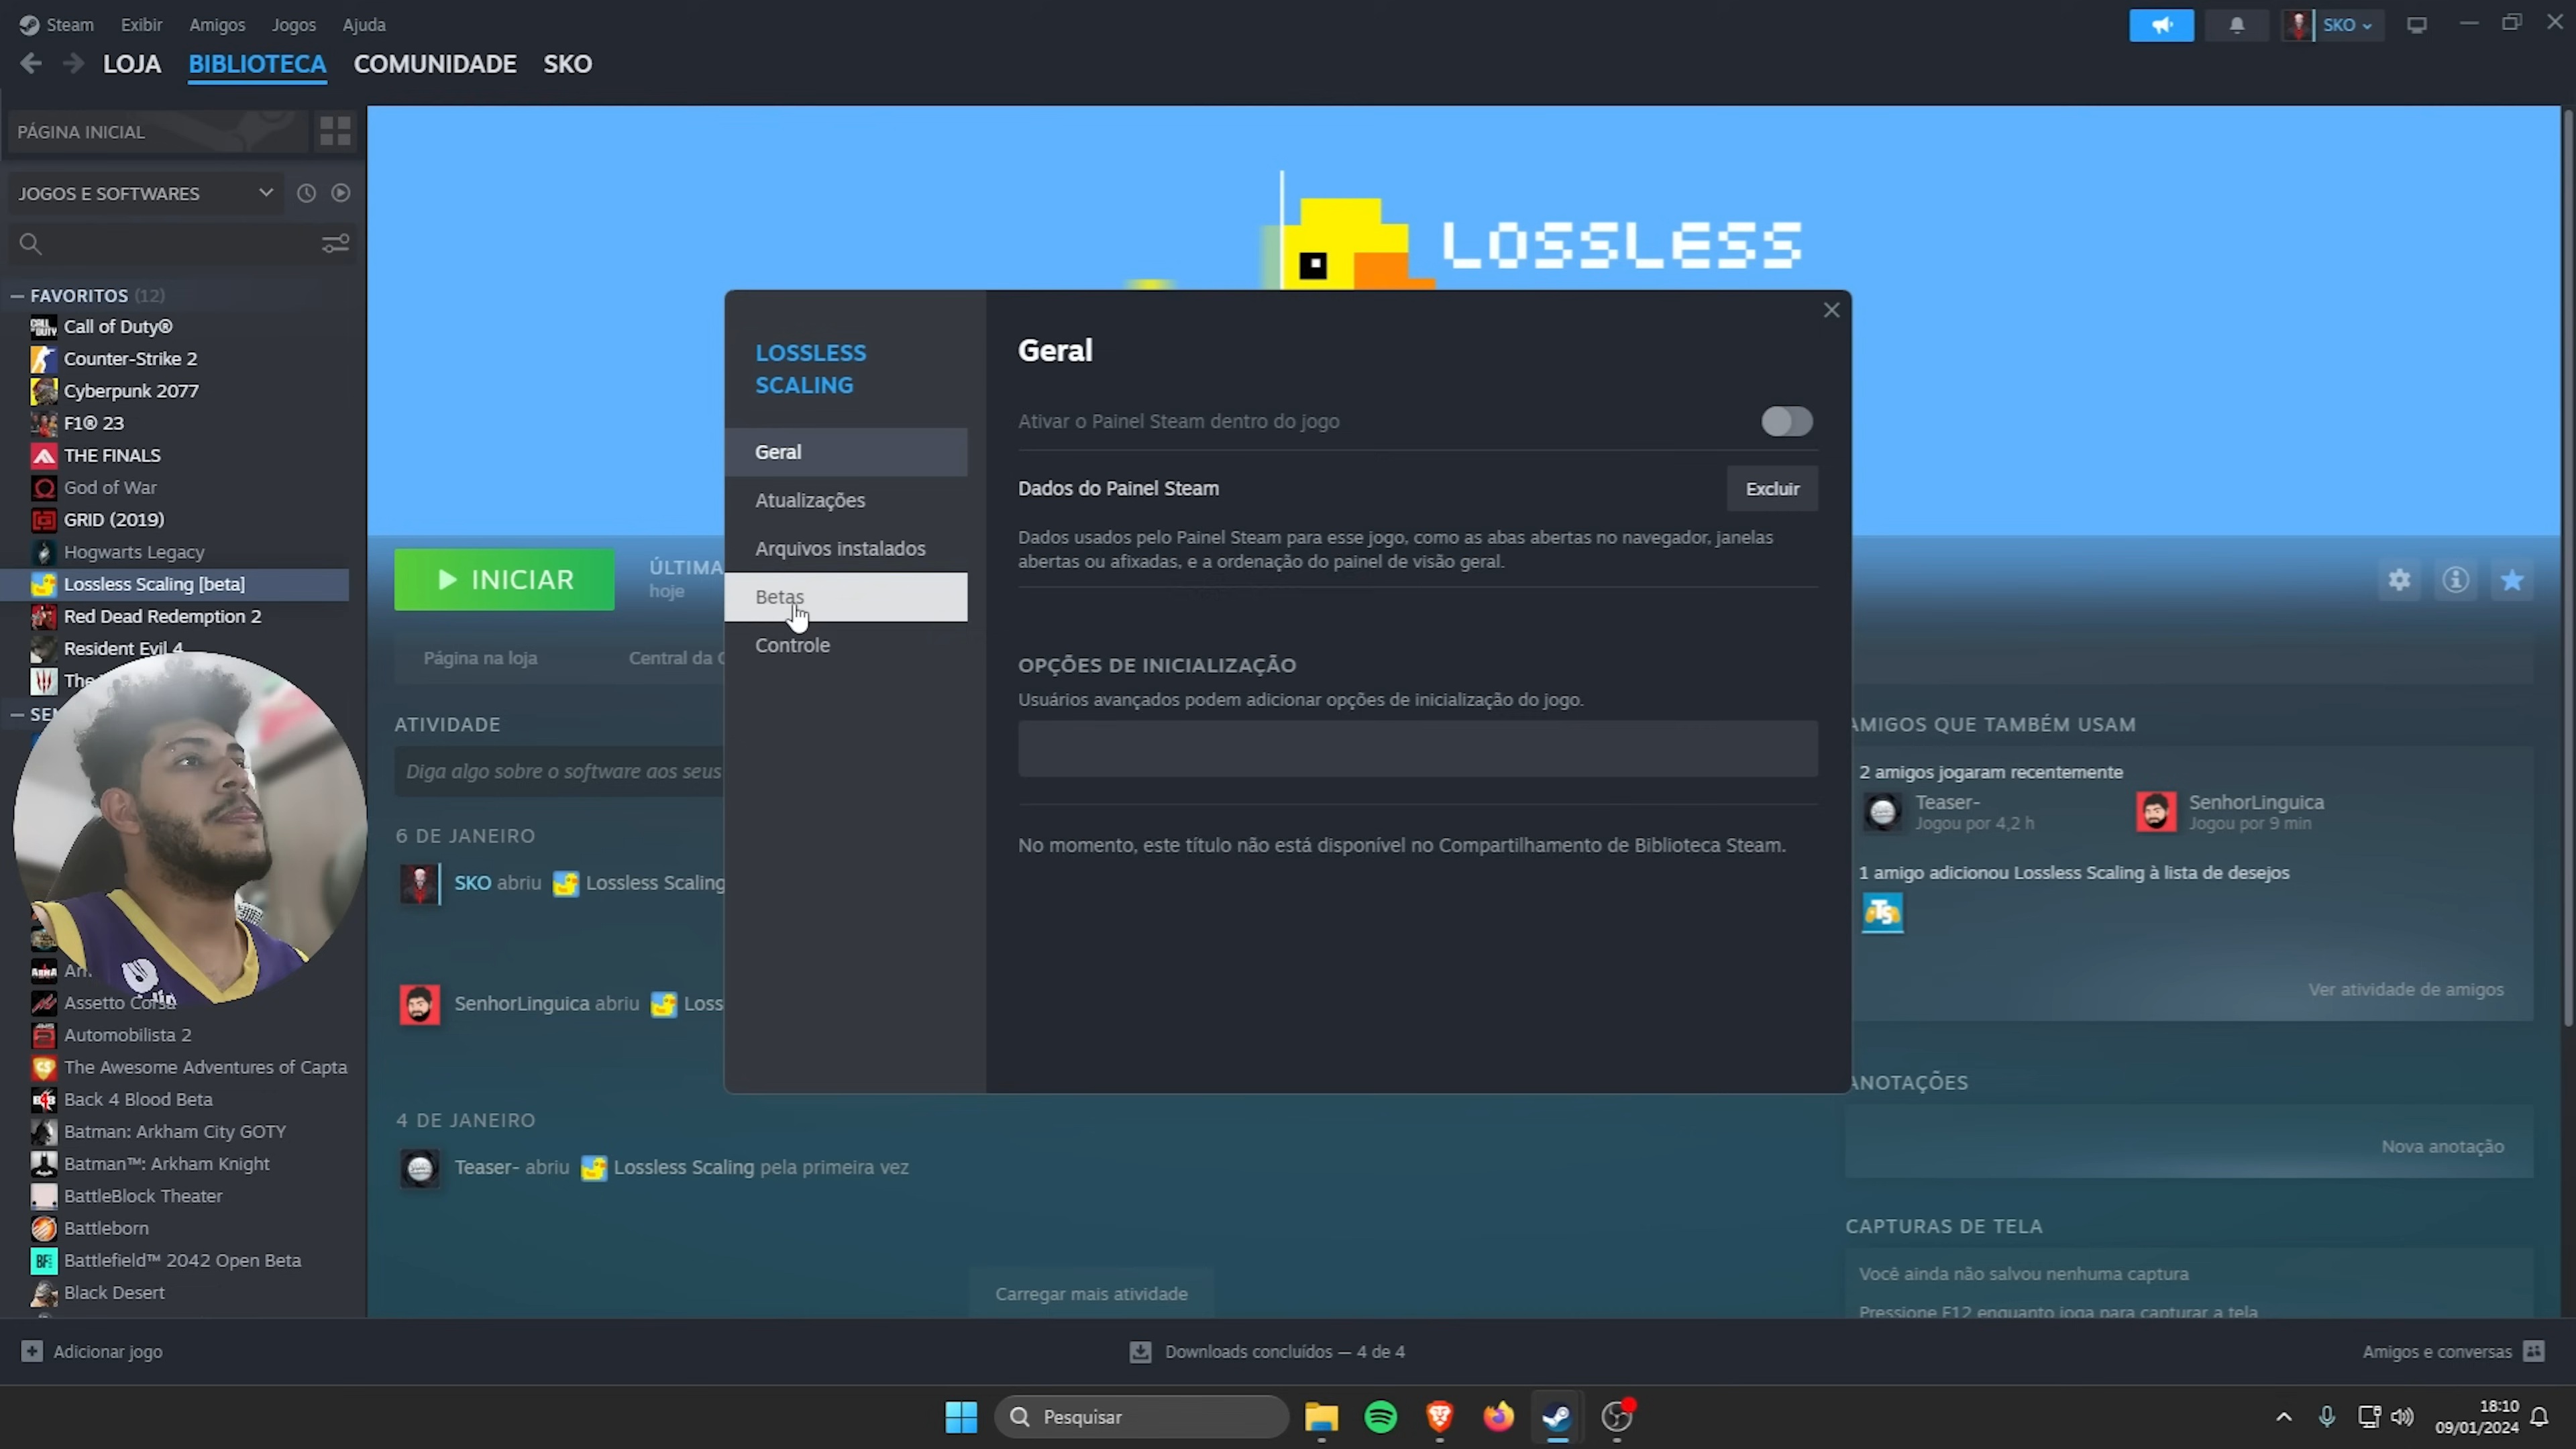 Steam Exibir Amigos Jogos Ajuda
SKO
LOJA BIBLIOTECA COMUNIDADE SKO
PÁGINA INICIAL
JOGOS E SOFTWARES
FAVORITOS (12)
Call of Duty®
Counter-Strike 2
Cyberpunk 2077
F1® 23
THE FINALS
God of War
GRID (2019)
Hogwarts Legacy
Lossless Scaling [beta]
Red Dead Redemption 2
Resident Evil 4
The
Assetto Corsa
Automobilista 2
The Awesome Adventures of Capta
Back 4 Blood Beta
Batman: Arkham City GOTY
Batman™: Arkham Knight
BattleBlock Theater
Battleborn
Battlefield™ 2042 Open Beta
Black Desert
LOSSLESS
INICIAR
ÚLTIMA
hoje
Página na loja
Central da
ATIVIDADE
Diga algo sobre o software aos seus
6 DE JANEIRO
SKO abriu Lossless Scaling
SenhorLinguica abriu Loss
4 DE JANEIRO
Teaser- abriu Lossless Scaling pela primeira vez
Carregar mais atividade
LOSSLESS
SCALING
Geral
Atualizações
Arquivos instalados
Betas
Controle
Geral
Ativar o Painel Steam dentro do jogo
Dados do Painel Steam
Excluir
Dados usados pelo Painel Steam para esse jogo, como as abas abertas no navegador, janelas
abertas ou afixadas, e a ordenação do painel de visão geral.
OPÇÕES DE INICIALIZAÇÃO
Usuários avançados podem adicionar opções de inicialização do jogo.
No momento, este título não está disponível no Compartilhamento de Biblioteca Steam.
AMIGOS QUE TAMBÉM USAM
2 amigos jogaram recentemente
Teaser-
Jogou por 4,2 h
SenhorLinguica
Jogou por 9 min
1 amigo adicionou Lossless Scaling à lista de desejos
Ver atividade de amigos
ANOTAÇÕES
Nova anotação
CAPTURAS DE TELA
Você ainda não salvou nenhuma captura
Pressione F12 enquanto joga para capturar a tela
Adicionar jogo
Downloads concluídos — 4 de 4
Amigos e conversas
Pesquisar
18:10
09/01/2024